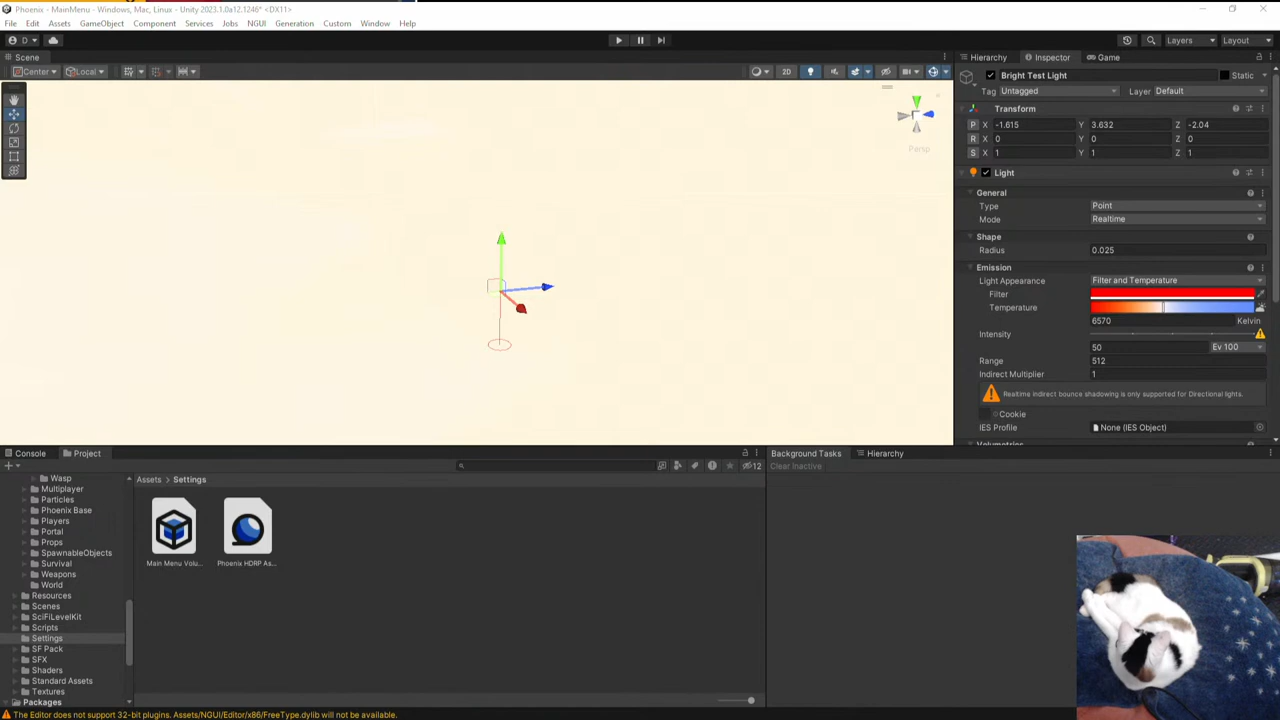 Phoenix - MainMenu - Windows, Mac, Linux - Unity 2023.1.0a12.1246* <DX11>
File Edit Assets GameObject Component Services Jobs NGUI Generation Custom Window Help
D
Layers Layout
Scene
Center Local
2D
Persp
Hierarchy Inspector Game
Bright Test Light Static
Tag Untagged Layer Default
Transform
P X -1.615 Y 3.632 Z -2.04
R X 0 Y 0 Z 0
S X 1 Y 1 Z 1
Light
General
Type Point
Mode Realtime
Shape
Radius 0.025
Emission
Light Appearance Filter and Temperature
Filter
Temperature
6570 Kelvin
Intensity
50 Ev 100
Range 512
Indirect Multiplier 1
Realtime indirect bounce shadowing is only supported for Directional lights.
Cookie
IES Profile None (IES Object)
Volumetrics
Console Project
12
Wasp
Multiplayer
Particles
Phoenix Base
Players
Portal
Props
SpawnableObjects
Survival
Weapons
World
Resources
Scenes
SciFiLevelKit
Scripts
Settings
SF Pack
SFX
Shaders
Standard Assets
Textures
Packages
Assets > Settings
Main Menu Volu...
Phoenix HDRP As...
Background Tasks Hierarchy
Clear Inactive
The Editor does not support 32-bit plugins. Assets/NGUI/Editor/x86/FreeType.dylib will not be available.